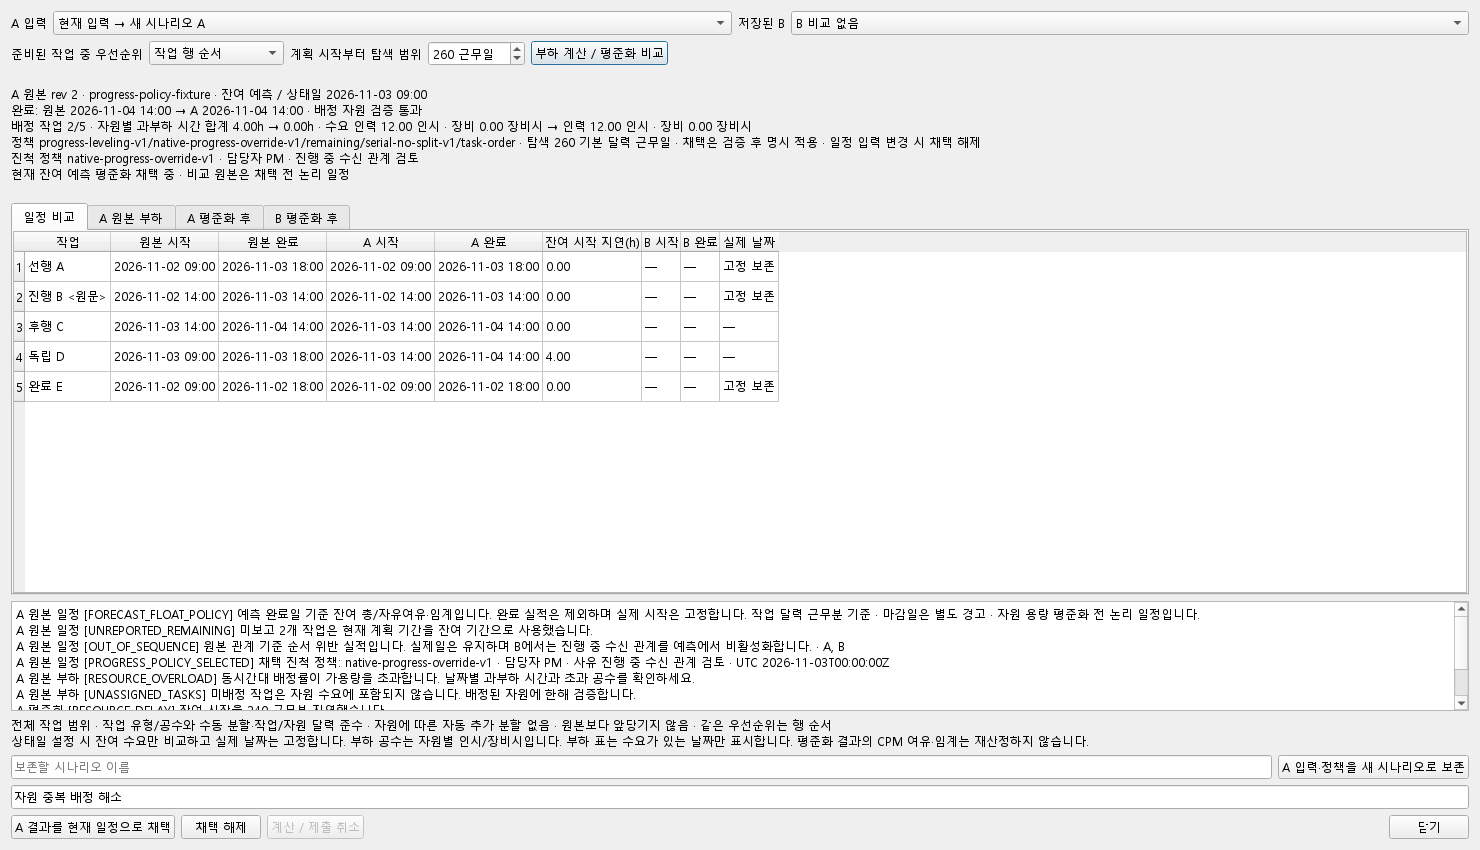 A 입력 현재 입력 → 새 시나리오 A 저장된 B B 비교 없음
준비된 작업 중 우선순위 작업 행 순서 계획 시작부터 탐색 범위 260 근무일 부하 계산 / 평준화 비교
A 원본 rev 2 · progress-policy-fixture · 잔여 예측 / 상태일 2026-11-03 09:00
완료: 원본 2026-11-04 14:00 → A 2026-11-04 14:00 · 배정 자원 검증 통과
배정 작업 2/5 · 자원별 과부하 시간 합계 4.00h → 0.00h · 수요 인력 12.00 인시 · 장비 0.00 장비시 → 인력 12.00 인시 · 장비 0.00 장비시
정책 progress-leveling-v1/native-progress-override-v1/remaining/serial-no-split-v1/task-order · 탐색 260 기본 달력 근무일 · 채택은 검증 후 명시 적용 · 일정 입력 변경 시 채택 해제
진척 정책 native-progress-override-v1 · 담당자 PM · 진행 중 수신 관계 검토
현재 잔여 예측 평준화 채택 중 · 비교 원본은 채택 전 논리 일정
일정 비교 A 원본 부하 A 평준화 후 B 평준화 후
작업 원본 시작 원본 완료 A 시작 A 완료 잔여 시작 지연(h) B 시작 B 완료 실제 날짜
1 선행 A 2026-11-02 09:00 2026-11-03 18:00 2026-11-02 09:00 2026-11-03 18:00 0.00 — — 고정 보존
2 진행 B <원문> 2026-11-02 14:00 2026-11-03 14:00 2026-11-02 14:00 2026-11-03 14:00 0.00 — — 고정 보존
3 후행 C 2026-11-03 14:00 2026-11-04 14:00 2026-11-03 14:00 2026-11-04 14:00 0.00 — — —
4 독립 D 2026-11-03 09:00 2026-11-03 18:00 2026-11-03 14:00 2026-11-04 14:00 4.00 — — —
5 완료 E 2026-11-02 09:00 2026-11-02 18:00 2026-11-02 09:00 2026-11-02 18:00 0.00 — — 고정 보존
A 원본 일정 [FORECAST_FLOAT_POLICY] 예측 완료일 기준 잔여 총/자유여유·임계입니다. 완료 실적은 제외하며 실제 시작은 고정합니다. 작업 달력 근무분 기준 · 마감일은 별도 경고 · 자원 용량 평준화 전 논리 일정입니다.
A 원본 일정 [UNREPORTED_REMAINING] 미보고 2개 작업은 현재 계획 기간을 잔여 기간으로 사용했습니다.
A 원본 일정 [OUT_OF_SEQUENCE] 원본 관계 기준 순서 위반 실적입니다. 실제일은 유지하며 B에서는 진행 중 수신 관계를 예측에서 비활성화합니다. · A, B
A 원본 일정 [PROGRESS_POLICY_SELECTED] 채택 진척 정책: native-progress-override-v1 · 담당자 PM · 사유 진행 중 수신 관계 검토 · UTC 2026-11-03T00:00:00Z
A 원본 부하 [RESOURCE_OVERLOAD] 동시간대 배정률이 가용량을 초과합니다. 날짜별 과부하 시간과 초과 공수를 확인하세요.
A 원본 부하 [UNASSIGNED_TASKS] 미배정 작업은 자원 수요에 포함되지 않습니다. 배정된 자원에 한해 검증합니다.
A 평준화 [RESOURCE_DELAY] 잔여 시작을 240 근무분 지연했습니다.
전체 작업 범위 · 작업 유형/공수와 수동 분할·작업/자원 달력 준수 · 자원에 따른 자동 추가 분할 없음 · 원본보다 앞당기지 않음 · 같은 우선순위는 행 순서
상태일 설정 시 잔여 수요만 비교하고 실제 날짜는 고정합니다. 부하 공수는 자원별 인시/장비시입니다. 부하 표는 수요가 있는 날짜만 표시합니다. 평준화 결과의 CPM 여유·임계는 재산정하지 않습니다.
보존할 시나리오 이름 A 입력·정책을 새 시나리오로 보존
자원 중복 배정 해소
A 결과를 현재 일정으로 채택 채택 해제 계산 / 제출 취소 닫기